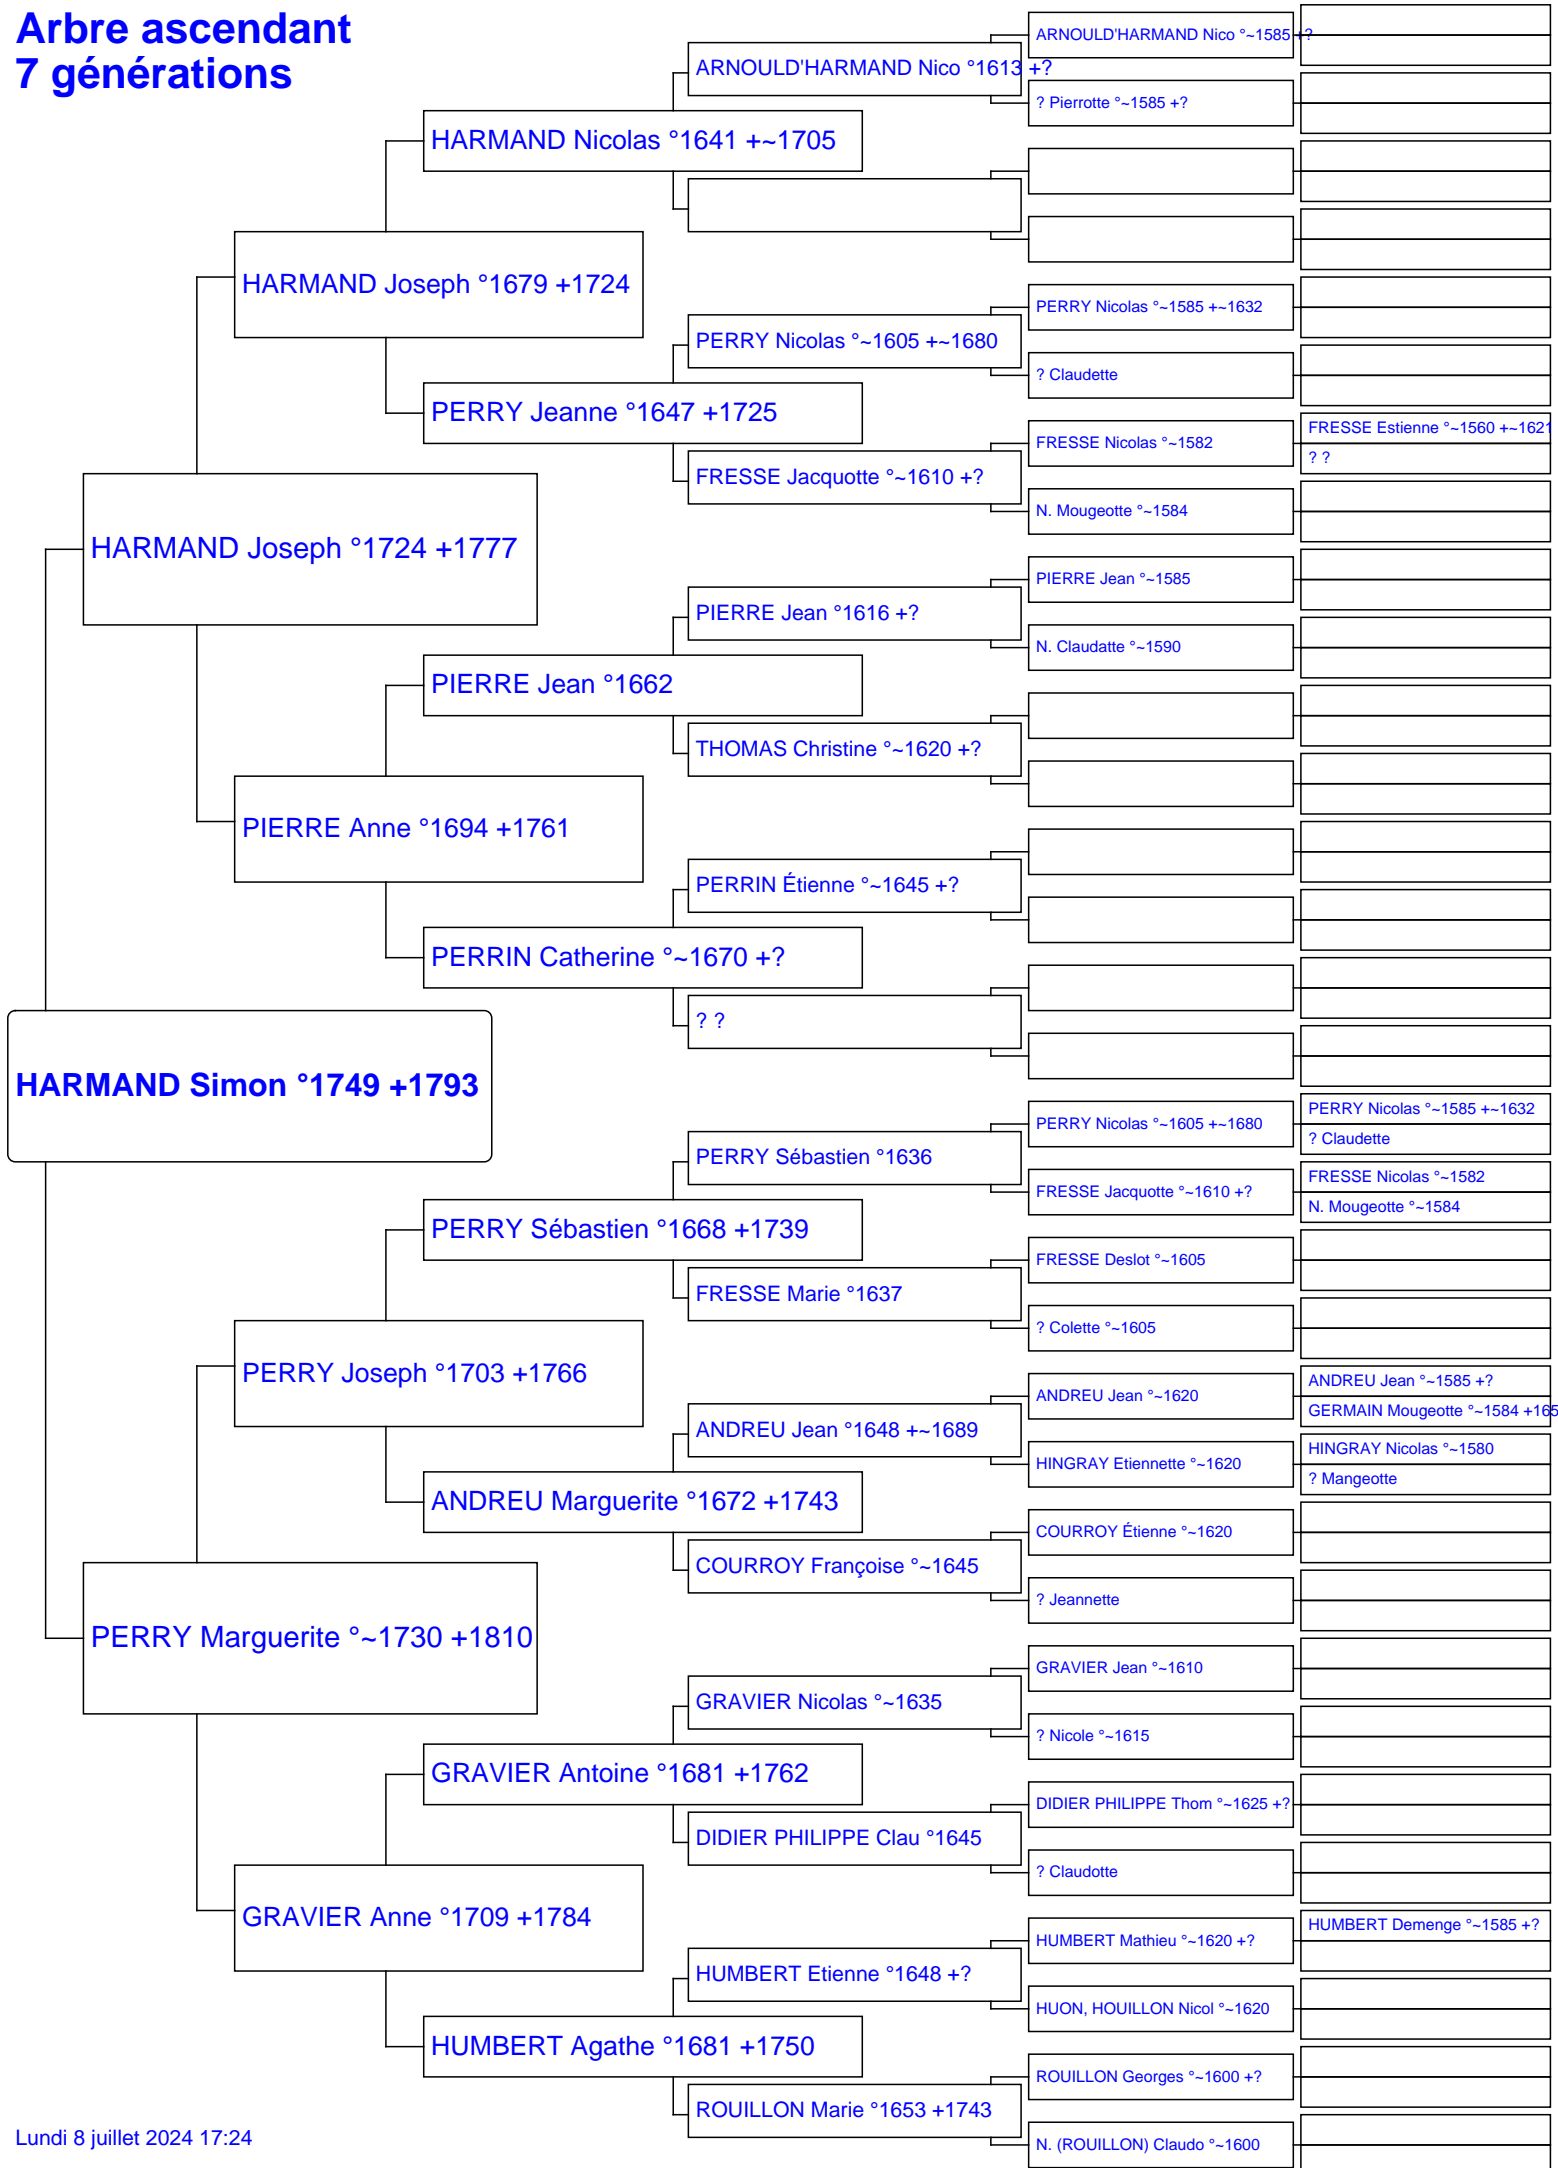 Arbre ascendant
7 générations
ARNOULD'HARMAND Nico °~1585 +?
ARNOULD'HARMAND Nico °1613 +?
? Pierrotte °~1585 +?
HARMAND Nicolas °1641 +~1705
HARMAND Joseph °1679 +1724
PERRY Nicolas °~1585 +~1632
PERRY Nicolas °~1605 +~1680
? Claudette
PERRY Jeanne °1647 +1725
FRESSE Estienne °~1560 +~1621
FRESSE Nicolas °~1582
? ?
FRESSE Jacquotte °~1610 +?
N. Mougeotte °~1584
HARMAND Joseph °1724 +1777
PIERRE Jean °~1585
PIERRE Jean °1616 +?
N. Claudatte °~1590
PIERRE Jean °1662
THOMAS Christine °~1620 +?
PIERRE Anne °1694 +1761
PERRIN Étienne °~1645 +?
PERRIN Catherine °~1670 +?
? ?
HARMAND Simon °1749 +1793
PERRY Nicolas °~1585 +~1632
PERRY Nicolas °~1605 +~1680
? Claudette
PERRY Sébastien °1636
FRESSE Nicolas °~1582
FRESSE Jacquotte °~1610 +?
N. Mougeotte °~1584
PERRY Sébastien °1668 +1739
FRESSE Deslot °~1605
FRESSE Marie °1637
? Colette °~1605
PERRY Joseph °1703 +1766
ANDREU Jean °~1585 +?
ANDREU Jean °~1620
GERMAIN Mougeotte °~1584 +165
ANDREU Jean °1648 +~1689
HINGRAY Nicolas °~1580
HINGRAY Etiennette °~1620
? Mangeotte
ANDREU Marguerite °1672 +1743
COURROY Étienne °~1620
COURROY Françoise °~1645
? Jeannette
PERRY Marguerite °~1730 +1810
GRAVIER Jean °~1610
GRAVIER Nicolas °~1635
? Nicole °~1615
GRAVIER Antoine °1681 +1762
DIDIER PHILIPPE Thom °~1625 +?
DIDIER PHILIPPE Clau °1645
? Claudotte
GRAVIER Anne °1709 +1784
HUMBERT Demenge °~1585 +?
HUMBERT Mathieu °~1620 +?
HUMBERT Etienne °1648 +?
HUON, HOUILLON Nicol °~1620
HUMBERT Agathe °1681 +1750
ROUILLON Georges °~1600 +?
ROUILLON Marie °1653 +1743
N. (ROUILLON) Claudo °~1600
Lundi 8 juillet 2024 17:24